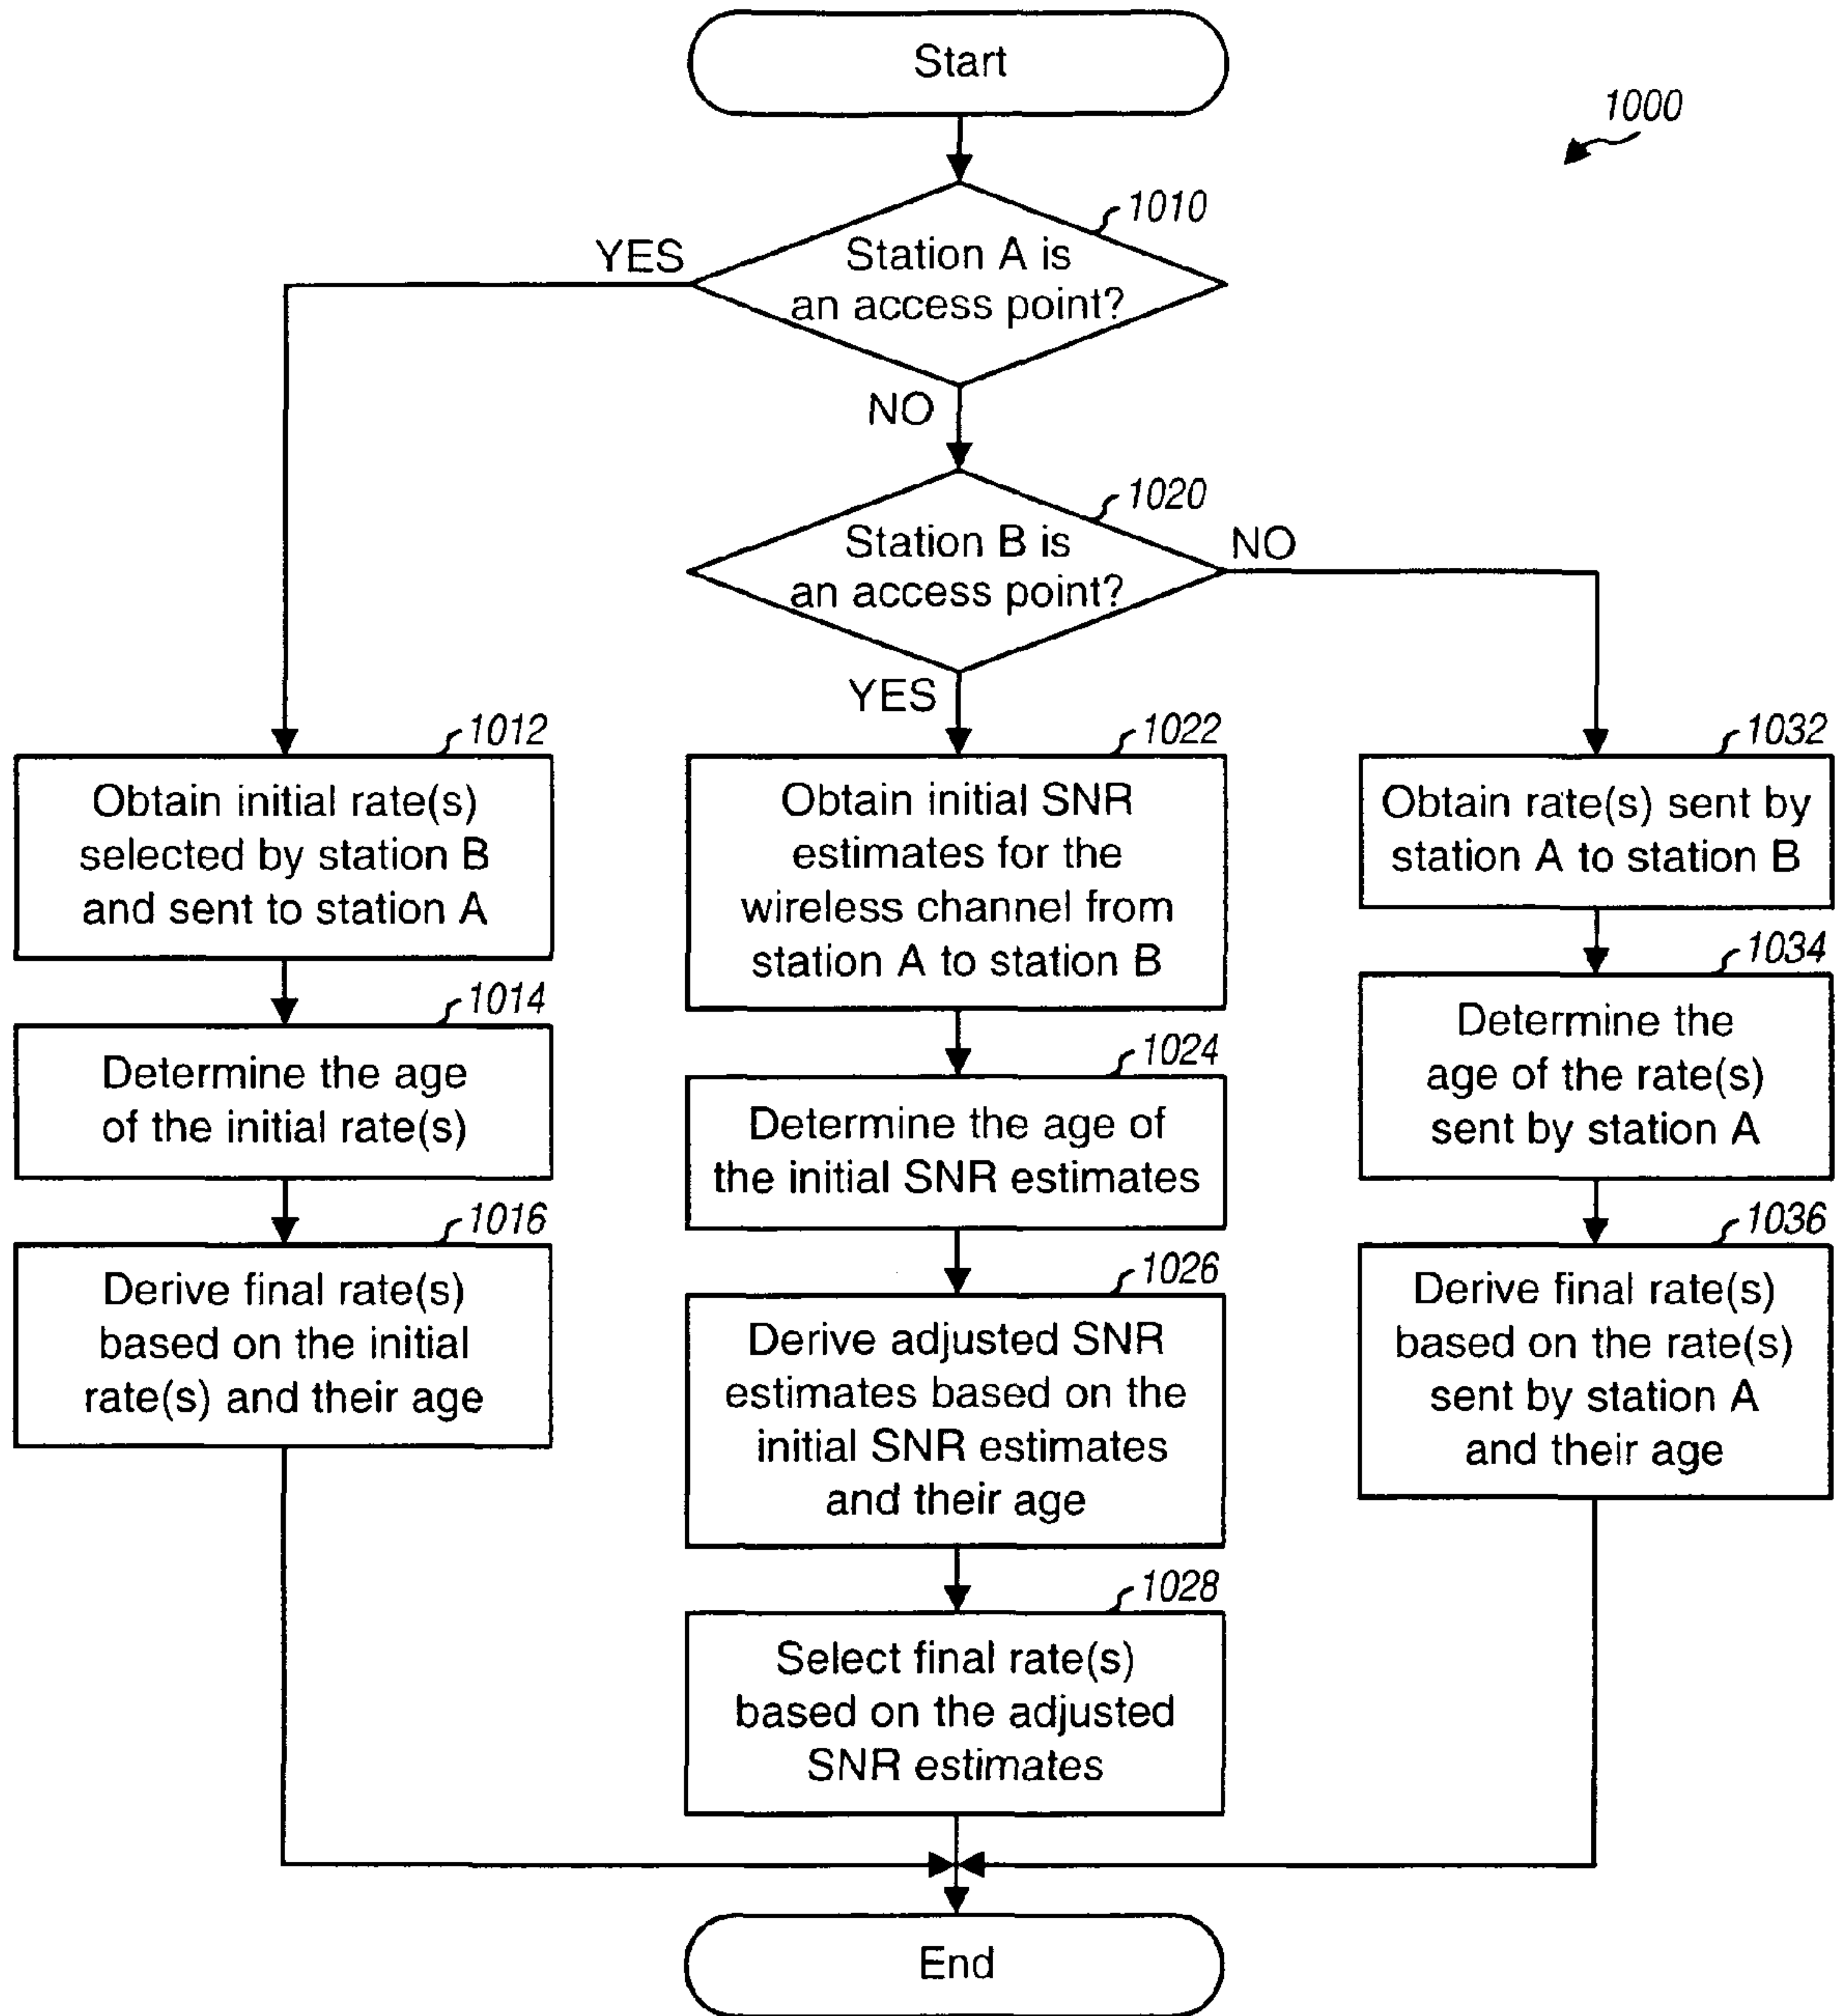 Start
1000
1010
Station A is
an access point?
YES
NO
1020
Station B is
an access point?
NO
YES
1012
Obtain initial rate(s)
selected by station B
and sent to station A
1014
Determine the age
of the initial rate(s)
1016
Derive final rate(s)
based on the initial
rate(s) and their age
1022
Obtain initial SNR
estimates for the
wireless channel from
station A to station B
1024
Determine the age of
the initial SNR estimates
1026
Derive adjusted SNR
estimates based on the
initial SNR estimates
and their age
1028
Select final rate(s)
based on the adjusted
SNR estimates
1032
Obtain rate(s) sent by
station A to station B
1034
Determine the
age of the rate(s)
sent by station A
1036
Derive final rate(s)
based on the rate(s)
sent by station A
and their age
End